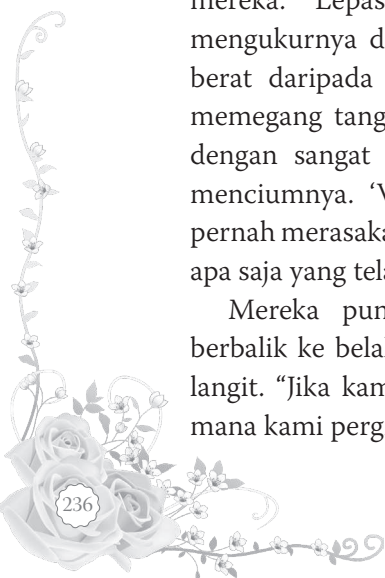 mereka. “Lepas
mengukurnya d
berat daripada
memegang tang
dengan sangat
menciumnya. ‘V
pernah merasaka
apa saja yang tela
Mereka pun
berbalik ke bela
langit. “Jika kam
mana kami perg
236